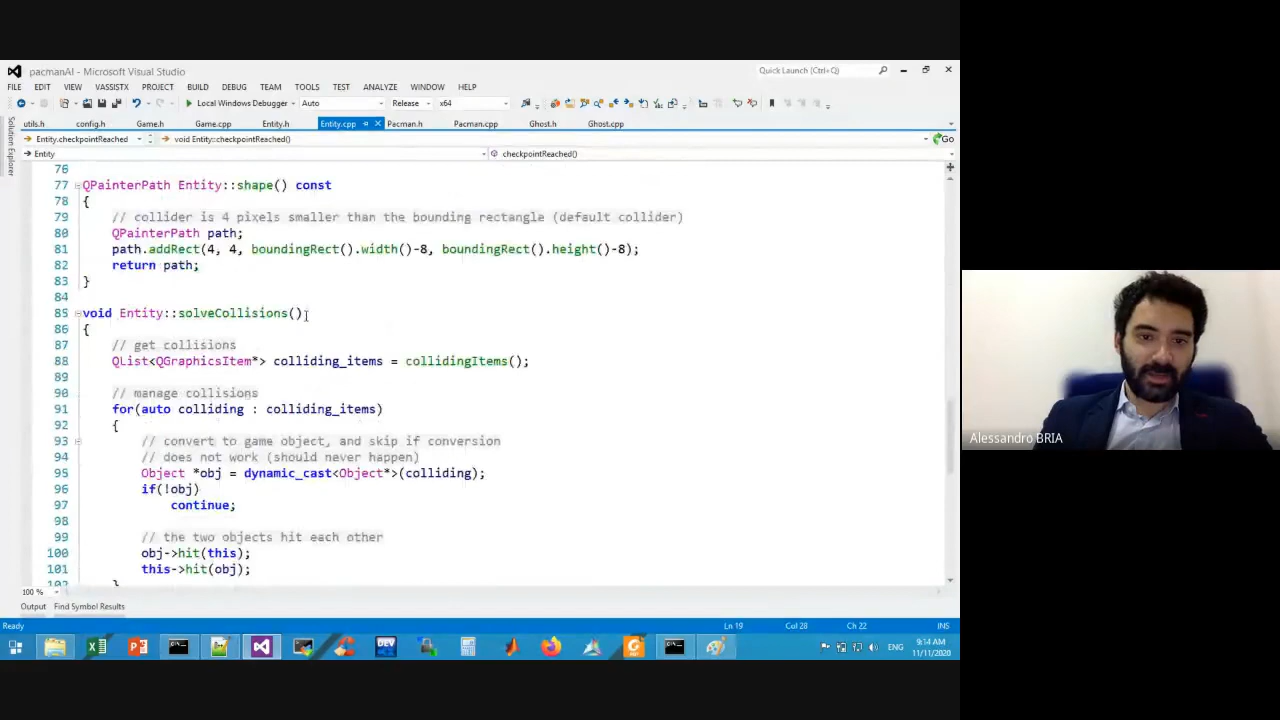 pacmanAI - Microsoft Visual Studio
Quick Launch (Ctrl+Q)
FILE EDIT VIEW VASSISTX PROJECT BUILD DEBUG TEAM TOOLS TEST ANALYZE WINDOW HELP
Local Windows Debugger Auto Release x64
utils.h config.h Game.h Game.cpp Entity.h Entity.cpp Pacman.h Pacman.cpp Ghost.h Ghost.cpp
Entity.checkpointReached void Entity::checkpointReached() Go
Entity checkpointReached()
Solution Explorer
76
77 QPainterPath Entity::shape() const
78 {
79 // collider is 4 pixels smaller than the bounding rectangle (default collider)
80 QPainterPath path;
81 path.addRect(4, 4, boundingRect().width()-8, boundingRect().height()-8);
82 return path;
83 }
84
85 void Entity::solveCollisions()
86 {
87 // get collisions
88 QList<QGraphicsItem*> colliding_items = collidingItems();
89
90 // manage collisions
91 for(auto colliding : colliding_items)
92 {
93 // convert to game object, and skip if conversion
94 // does not work (should never happen)
95 Object *obj = dynamic_cast<Object*>(colliding);
96 if(!obj)
97 continue;
98
99 // the two objects hit each other
100 obj->hit(this);
101 this->hit(obj);
102 }
100 %
Output Find Symbol Results
Ready Ln 19 Col 28 Ch 22 INS
DEV
ENG 9:14 AM
11/11/2020
Alessandro BRIA